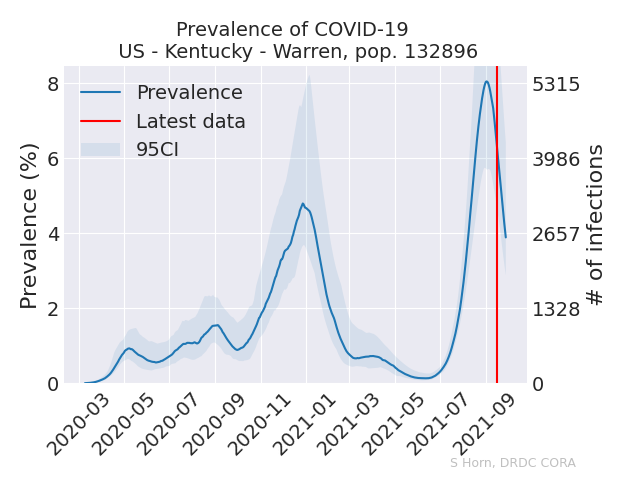 Prevalence of COVID-19
US - Kentucky - Warren, pop. 132896
Prevalence
Latest data
95CI
Prevalence (%)
8
6
4
2
0
5315
3986
2657
1328
0
# of infections
2020-03
2020-05
2020-07
2020-09
2020-11
2021-01
2021-03
2021-05
2021-07
2021-09
S Horn, DRDC CORA